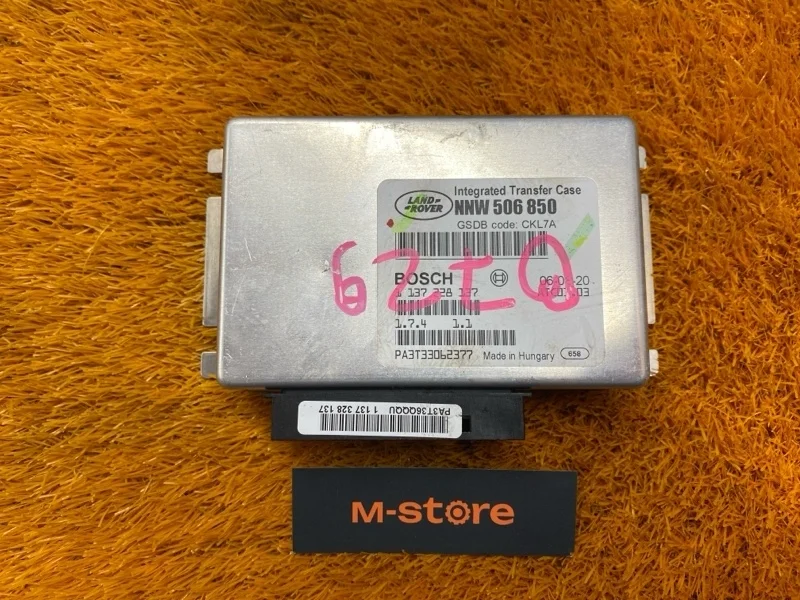 LAND
ROVER
Integrated Transfer Case
NNW 506 850
GSDB code: CKL7A
BOSCH
1 137 328 137
1.7.4 1.1
PA3T33062377 Made in Hungary 658
PA3T36QQQU 1 137 328 137
M-store